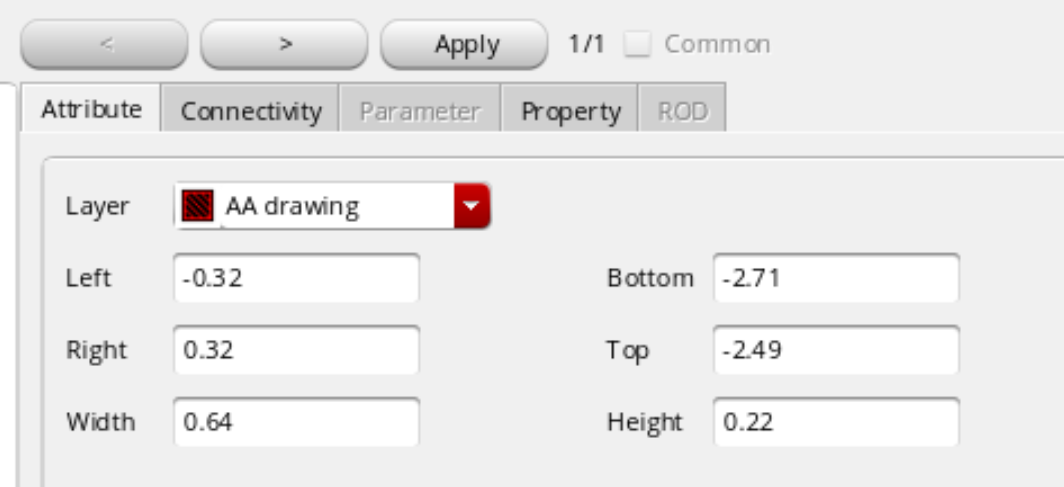 < > Apply 1/1 Common
Attribute Connectivity Parameter Property ROD
Layer AA drawing
Left -0.32 Bottom -2.71
Right 0.32 Top -2.49
Width 0.64 Height 0.22